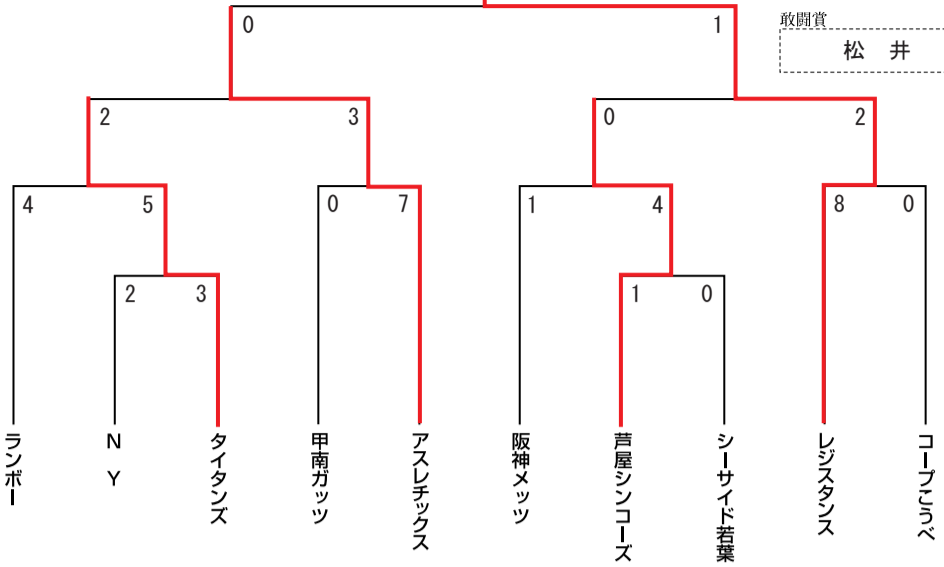 0 1
敢闘賞
松 井
2 3 0 2
4 5 0 7 1 4 8 0
2 3 1 0
ランボー
N Y
タイタンズ
甲南ガッツ
アスレチックス
阪神メッツ
芦屋シンコーズ
シーサイド若葉
レジスタンス
コープこうべ